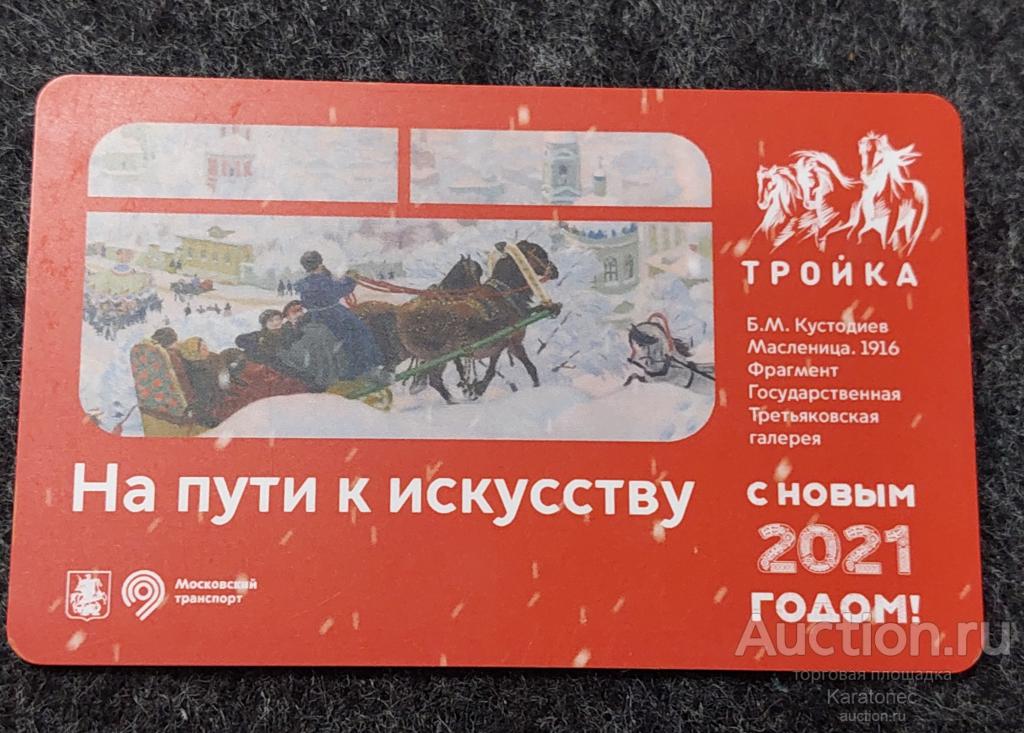 ТРОЙКА
Б.М. Кустодиев
Масленица. 1916
Фрагмент
Государственная
Третьяковская
галерея
На пути к искусству
С НОВЫМ
2021
ГОДОМ!
Московский
транспорт
Auction.ru
торговая площадка
Karatonec
auction.ru